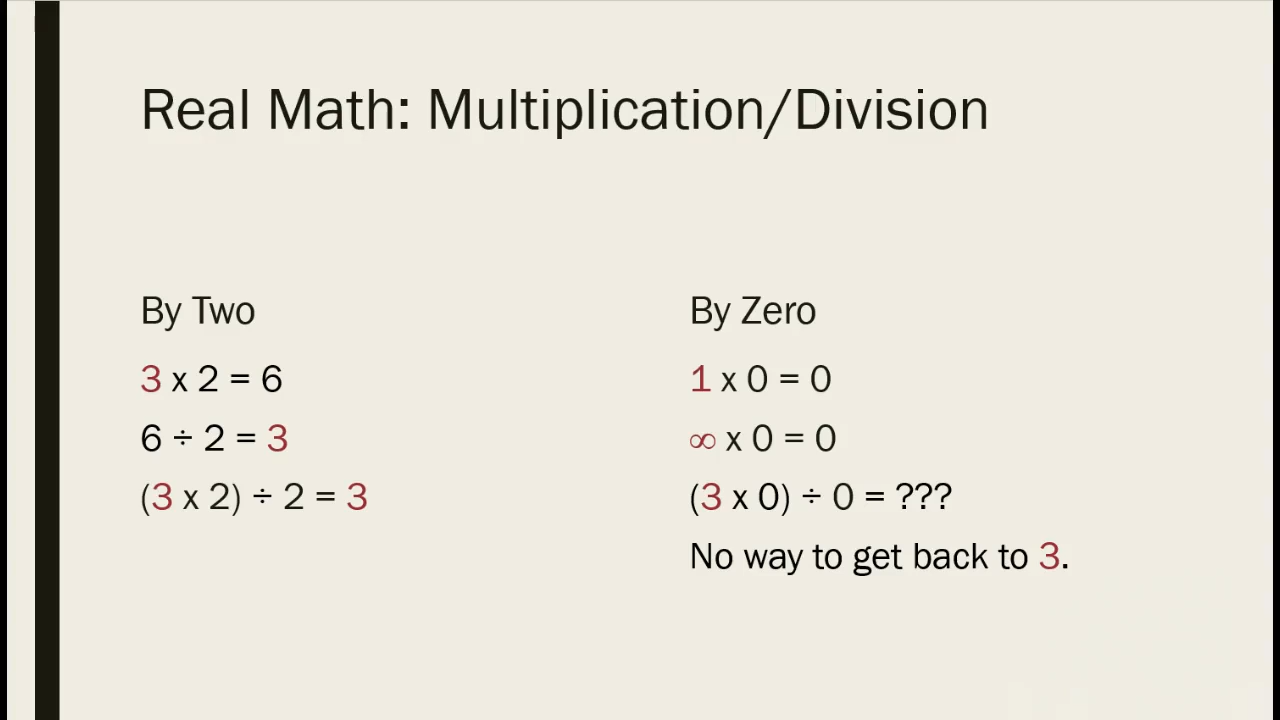 Real Math: Multiplication/Division
By Two
3 x 2 = 6
6 ÷ 2 = 3
(3 x 2) ÷ 2 = 3
By Zero
1 x 0 = 0
∞ x 0 = 0
(3 x 0) ÷ 0 = ???
No way to get back to 3.